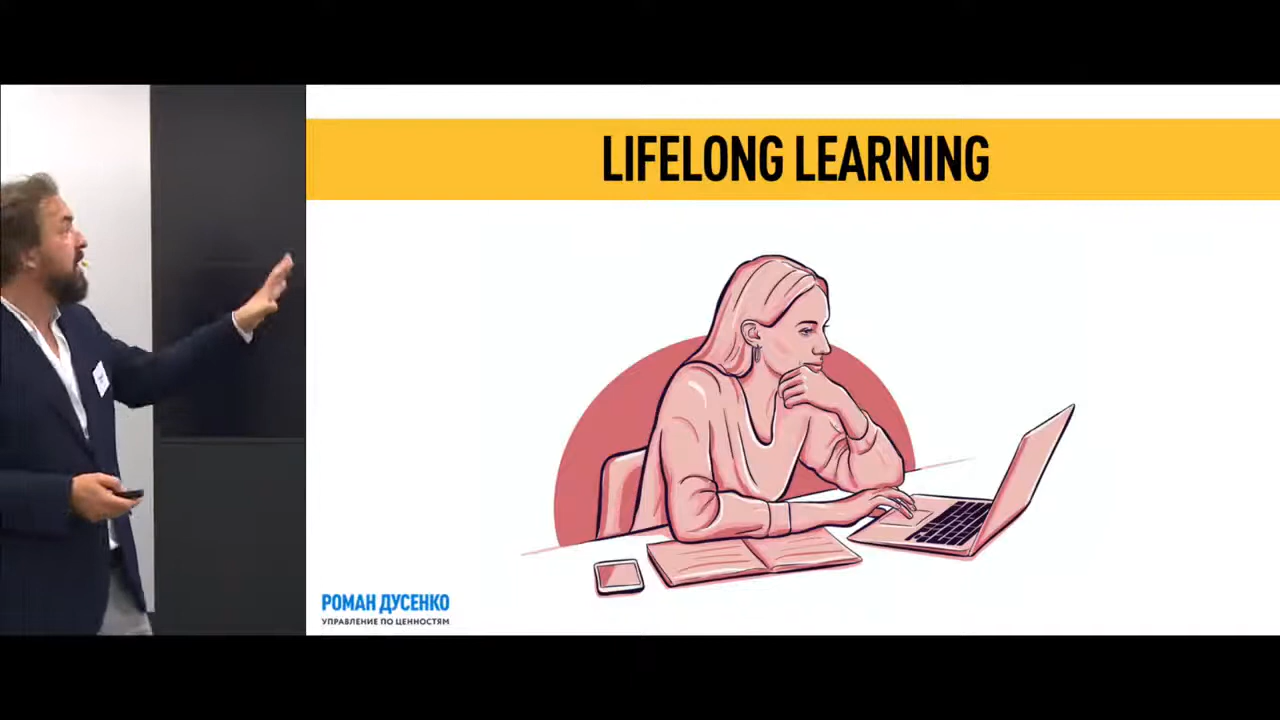 LIFELONG LEARNING
РОМАН ДУСЕНКО
УПРАВЛЕНИЕ ПО ЦЕННОСТЯМ